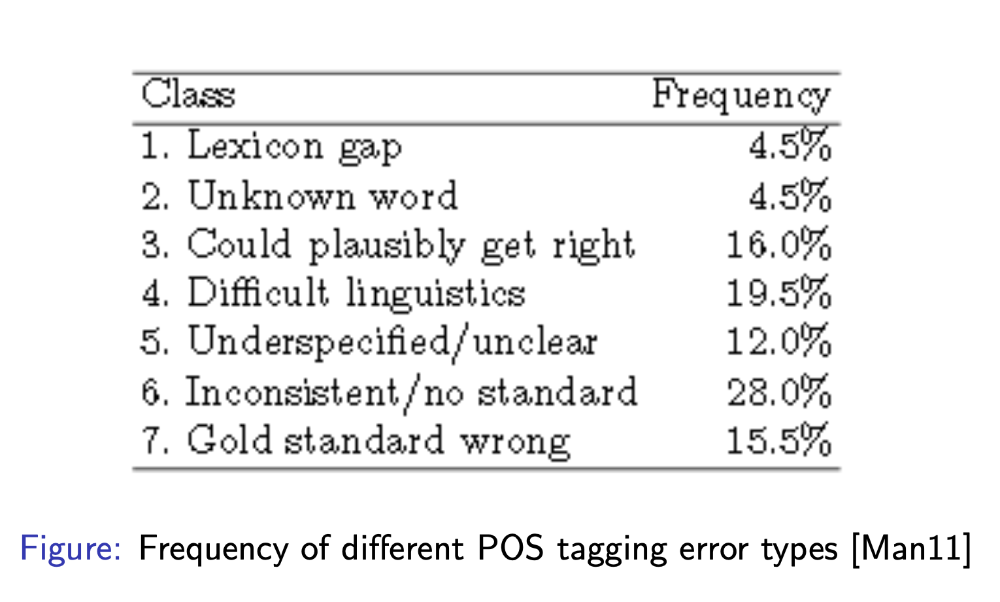 Class Frequency
1. Lexicon gap 4.5%
2. Unknown word 4.5%
3. Could plausibly get right 16.0%
4. Difficult linguistics 19.5%
5. Underspecified/unclear 12.0%
6. Inconsistent/no standard 28.0%
7. Gold standard wrong 15.5%
Figure: Frequency of different POS tagging error types [Man11]